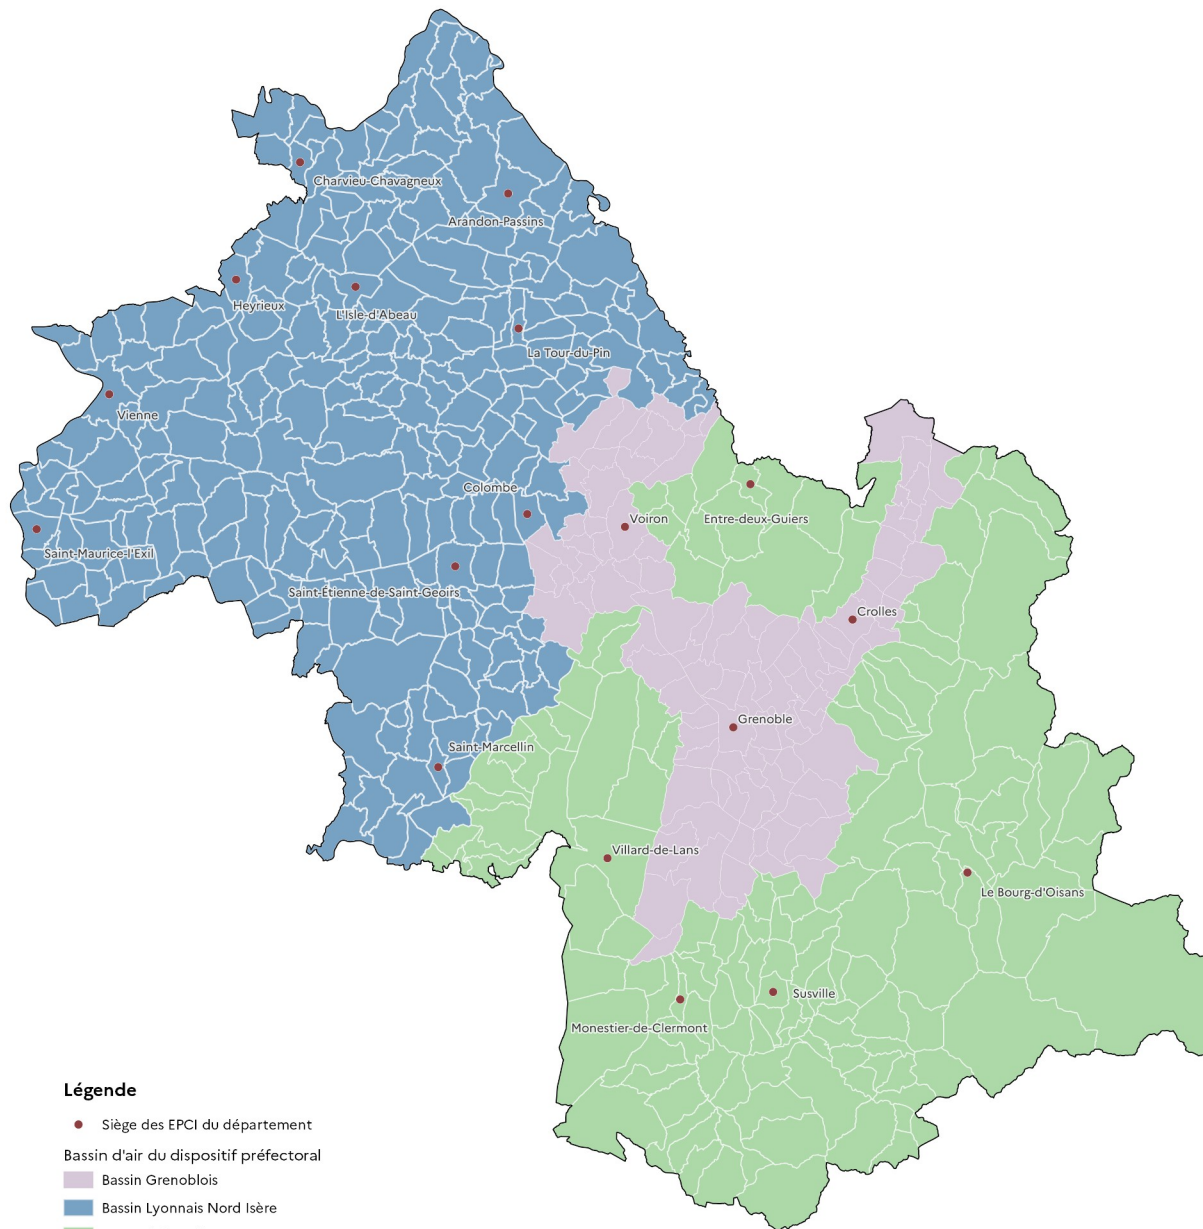 Charvieu-Chavagneux
Arandon-Passins
Heyrieux
L'Isle-d'Abeau
La Tour-du-Pin
Vienne
Colombe
Entre-deux-Guiers
Voiron
Saint-Maurice-l'Exil
Saint-Étienne-de-Saint-Geoirs
Crolles
Grenoble
Saint-Marcellin
Villard-de-Lans
Le Bourg-d'Oisans
Susville
Monestier-de-Clermont
Légende
Siège des EPCI du département
Bassin d'air du dispositif préfectoral
Bassin Grenoblois
Bassin Lyonnais Nord Isère